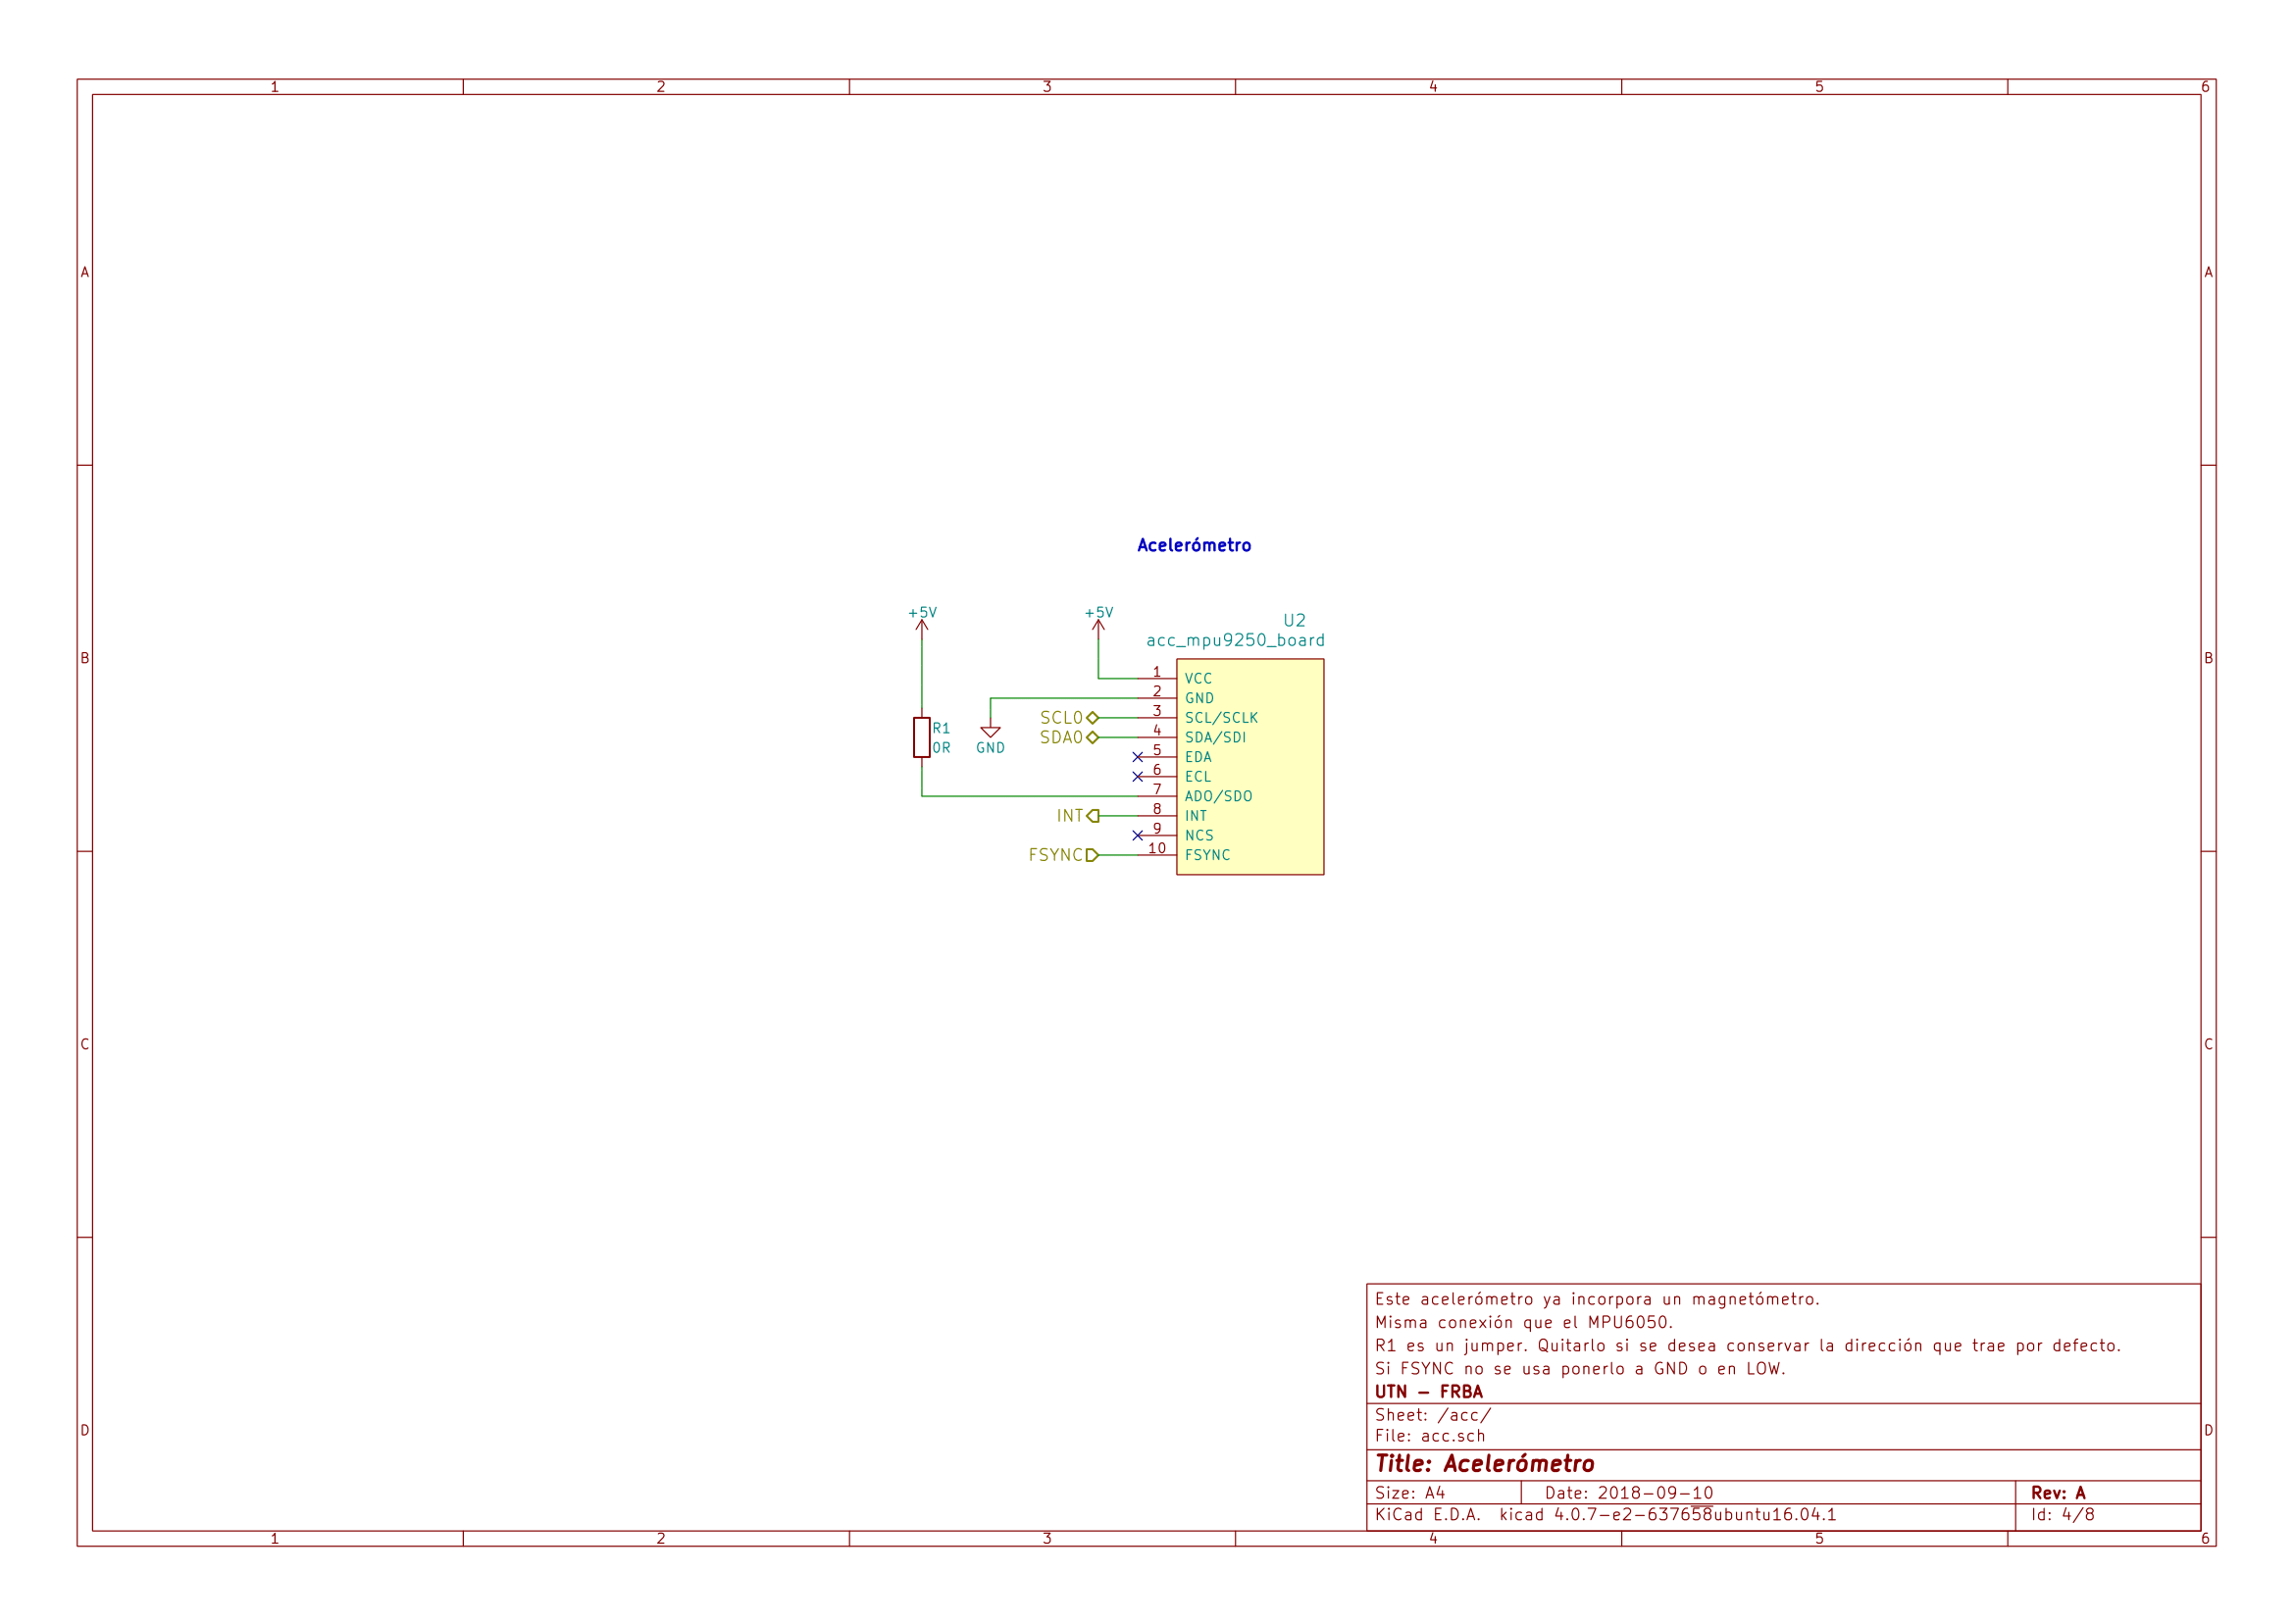 1 2 3 4 5 6
A A
Acelerómetro
+5V +5V
U2
acc_mpu9250_board
B B
1 VCC
2 GND
SCL0 3 SCL/SCLK
R1
SDA0 4 SDA/SDI
0R GND
5 EDA
6 ECL
7 ADO/SDO
INT 8 INT
9 NCS
FSYNC 10 FSYNC
C C
Este acelerómetro ya incorpora un magnetómetro.
Misma conexión que el MPU6050.
R1 es un jumper. Quitarlo si se desea conservar la dirección que trae por defecto.
Si FSYNC no se usa ponerlo a GND o en LOW.
UTN - FRBA
Sheet: /acc/
D D
File: acc.sch
Title: Acelerómetro
Size: A4 Date: 2018-09-10 Rev: A
KiCad E.D.A. kicad 4.0.7-e2-637658ubuntu16.04.1 Id: 4/8
1 2 3 4 5 6